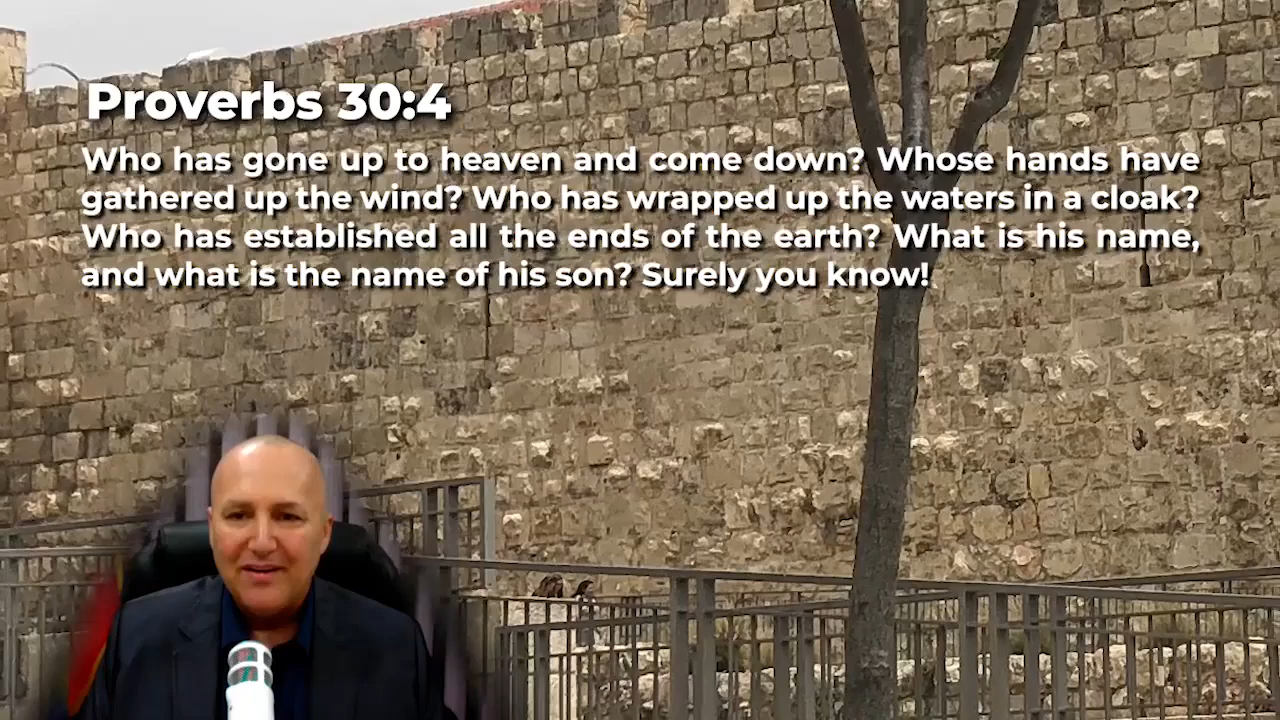 Proverbs 30:4
Who has gone up to heaven and come down? Whose hands have
gathered up the wind? Who has wrapped up the waters in a cloak?
Who has established all the ends of the earth? What is his name,
and what is the name of his son? Surely you know!